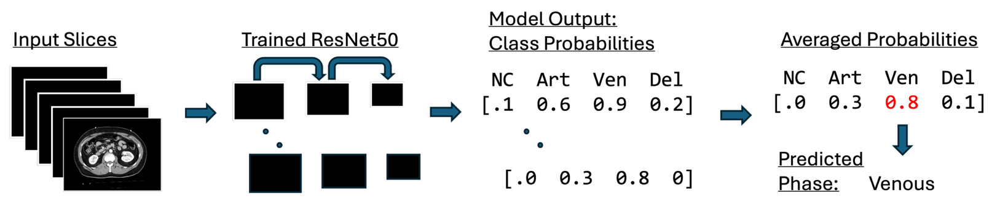 Input Slices
Trained ResNet50
Model Output:
Class Probabilities
NC Art Ven Del
[.1 0.6 0.9 0.2]
[.0 0.3 0.8 0]
Averaged Probabilities
NC Art Ven Del
[.0 0.3 0.8 0.1]
Predicted
Phase: Venous